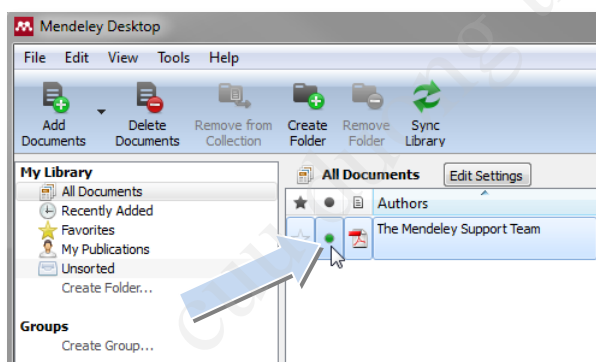 Mendeley Desktop
File Edit View Tools Help
Add Documents
Delete Documents
Remove from Collection
Create Folder
Remove Folder
Sync Library
My Library
All Documents
Recently Added
Favorites
My Publications
Unsorted
Create Folder...
Groups
Create Group...
All Documents Edit Settings
Authors
The Mendeley Support Team